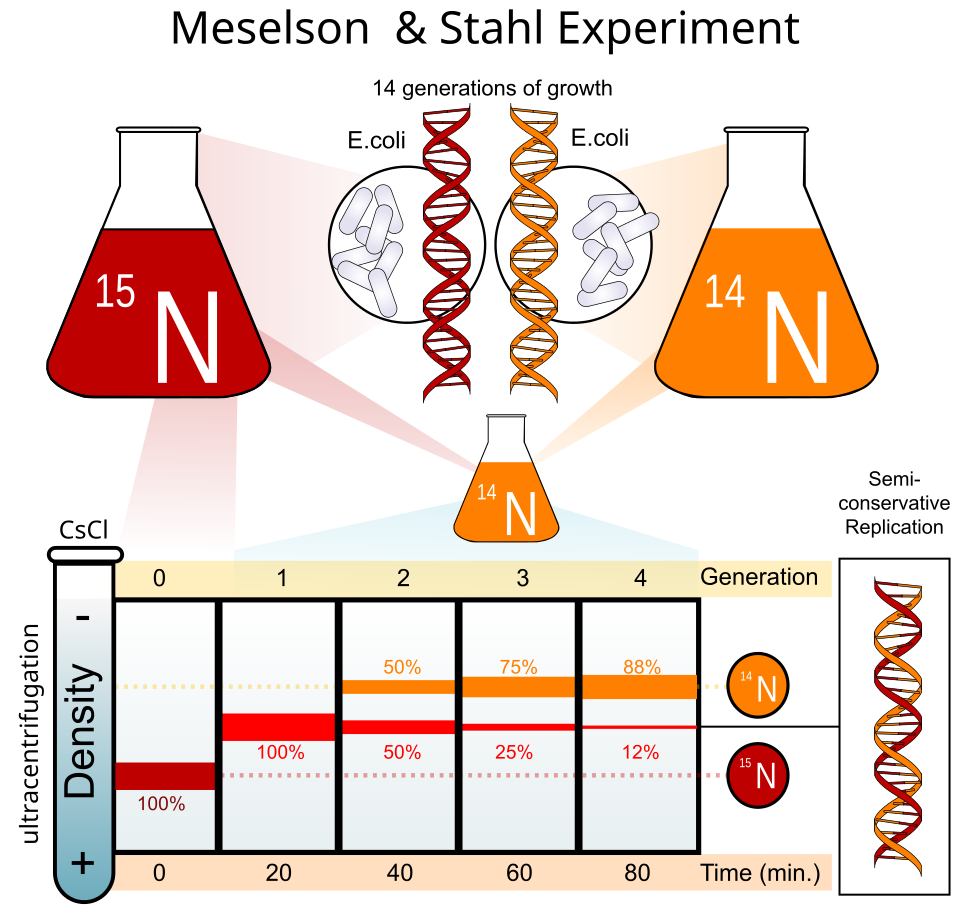 Meselson & Stahl Experiment
14 generations of growth
E.coli
E.coli
15
N
14
N
14
N
Semi-
conservative
Replication
CsCl
0 1 2 3 4 Generation
ultracentrifugation
-
Density
+
50% 75% 88%
14
N
100% 50% 25% 12%
15
N
100%
0 20 40 60 80 Time (min.)